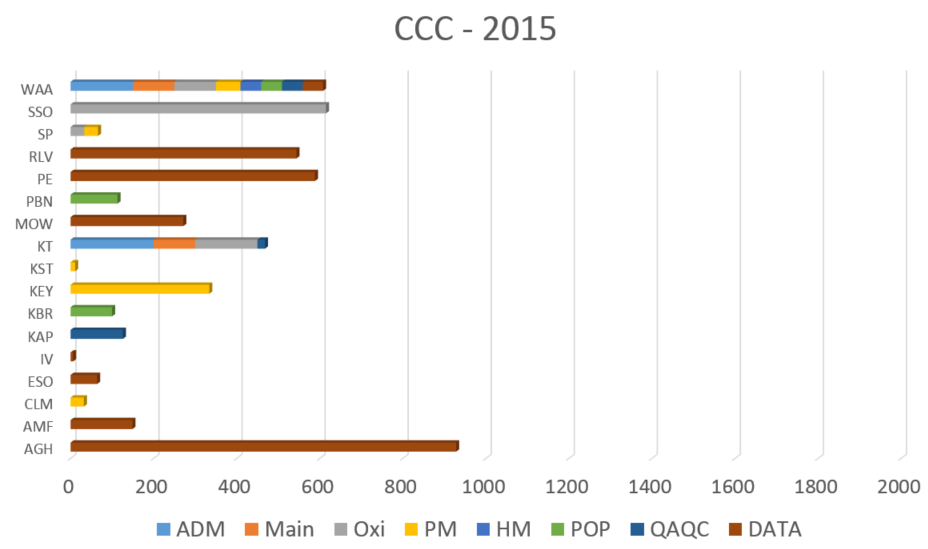 CCC - 2015
WAA
SSO
SP
RLV
PE
PBN
MOW
KT
KST
KEY
KBR
KAP
IV
ESO
CLM
AMF
AGH
0 200 400 600 800 1000 1200 1400 1600 1800 2000
ADM Main Oxi PM HM POP QAQC DATA